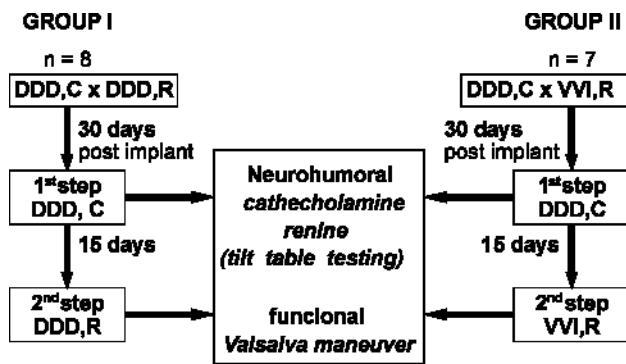 GROUP I
n = 8
DDD,C x DDD,R
30 days
post implant
1st step
DDD, C
15 days
2nd step
DDD,R
GROUP II
n = 7
DDD,C x VVI,R
30 days
post implant
1st step
DDD,C
15 days
2nd step
VVI,R
Neurohumoral
cathecholamine
renine
(tilt table testing)
funcional
Valsalva maneuver